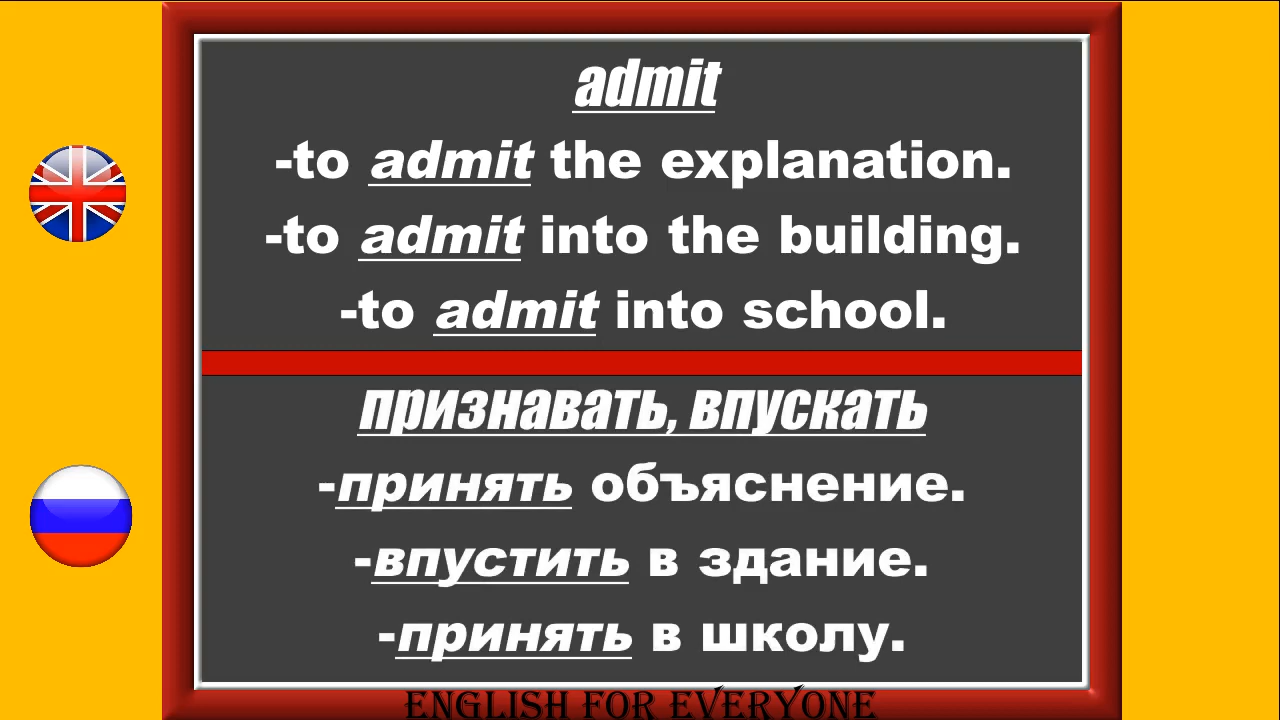 admit
-to admit the explanation.
-to admit into the building.
-to admit into school.
признавать, впускать
-принять объяснение.
-впустить в здание.
-принять в школу.
ENGLISH FOR EVERYONE